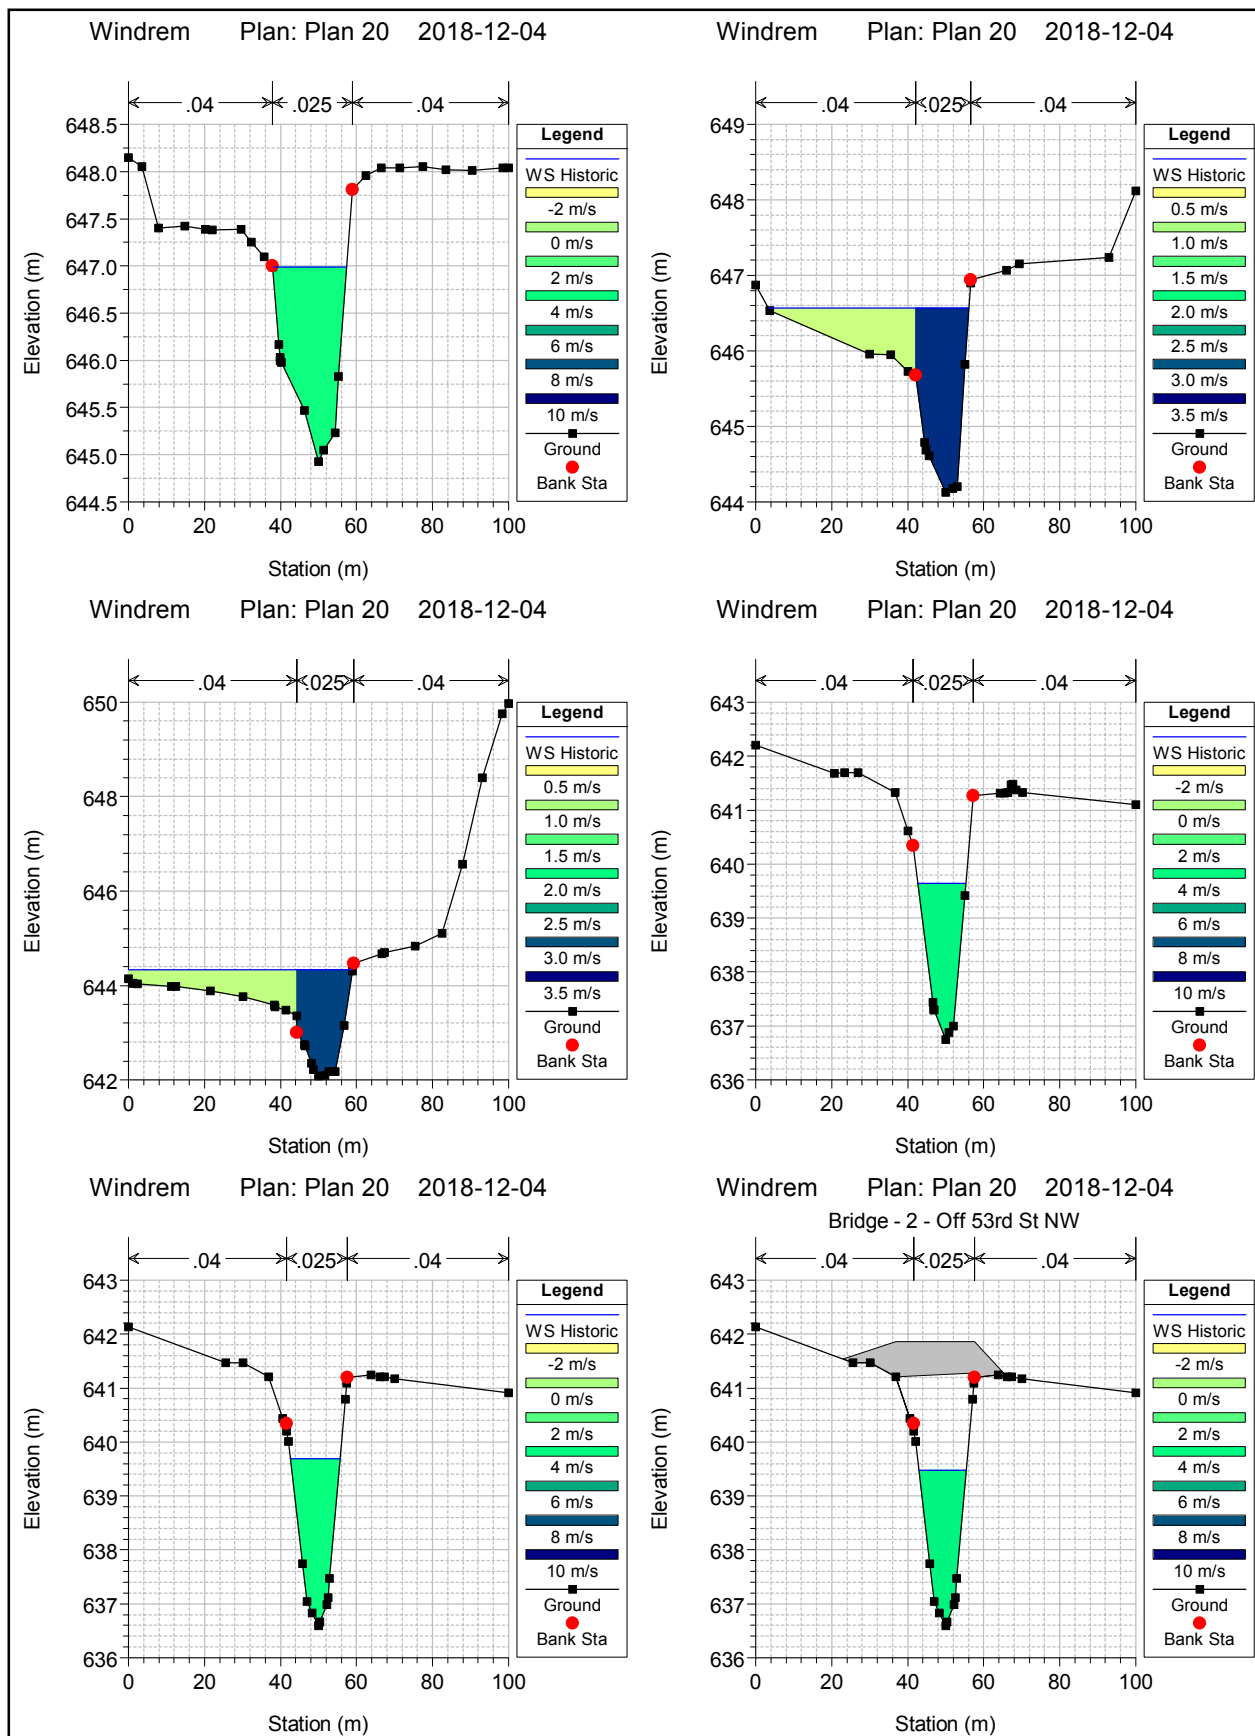 Windrem Plan: Plan 20 2018-12-04
.04 .025 .04
648.5
648.0
647.5
647.0
646.5
646.0
645.5
645.0
644.5
Elevation (m)
0 20 40 60 80 100
Station (m)
Legend
WS Historic
-2 m/s
0 m/s
2 m/s
4 m/s
6 m/s
8 m/s
10 m/s
Ground
Bank Sta
Windrem Plan: Plan 20 2018-12-04
.04 .025 .04
649
648
647
646
645
644
Elevation (m)
0 20 40 60 80 100
Station (m)
Legend
WS Historic
0.5 m/s
1.0 m/s
1.5 m/s
2.0 m/s
2.5 m/s
3.0 m/s
3.5 m/s
Ground
Bank Sta
Windrem Plan: Plan 20 2018-12-04
.04 .025 .04
650
648
646
644
642
Elevation (m)
0 20 40 60 80 100
Station (m)
Legend
WS Historic
0.5 m/s
1.0 m/s
1.5 m/s
2.0 m/s
2.5 m/s
3.0 m/s
3.5 m/s
Ground
Bank Sta
Windrem Plan: Plan 20 2018-12-04
.04 .025 .04
643
642
641
640
639
638
637
636
Elevation (m)
0 20 40 60 80 100
Station (m)
Legend
WS Historic
-2 m/s
0 m/s
2 m/s
4 m/s
6 m/s
8 m/s
10 m/s
Ground
Bank Sta
Windrem Plan: Plan 20 2018-12-04
.04 .025 .04
643
642
641
640
639
638
637
636
Elevation (m)
0 20 40 60 80 100
Station (m)
Legend
WS Historic
-2 m/s
0 m/s
2 m/s
4 m/s
6 m/s
8 m/s
10 m/s
Ground
Bank Sta
Windrem Plan: Plan 20 2018-12-04
Bridge - 2 - Off 53rd St NW
.04 .025 .04
643
642
641
640
639
638
637
636
Elevation (m)
0 20 40 60 80 100
Station (m)
Legend
WS Historic
-2 m/s
0 m/s
2 m/s
4 m/s
6 m/s
8 m/s
10 m/s
Ground
Bank Sta